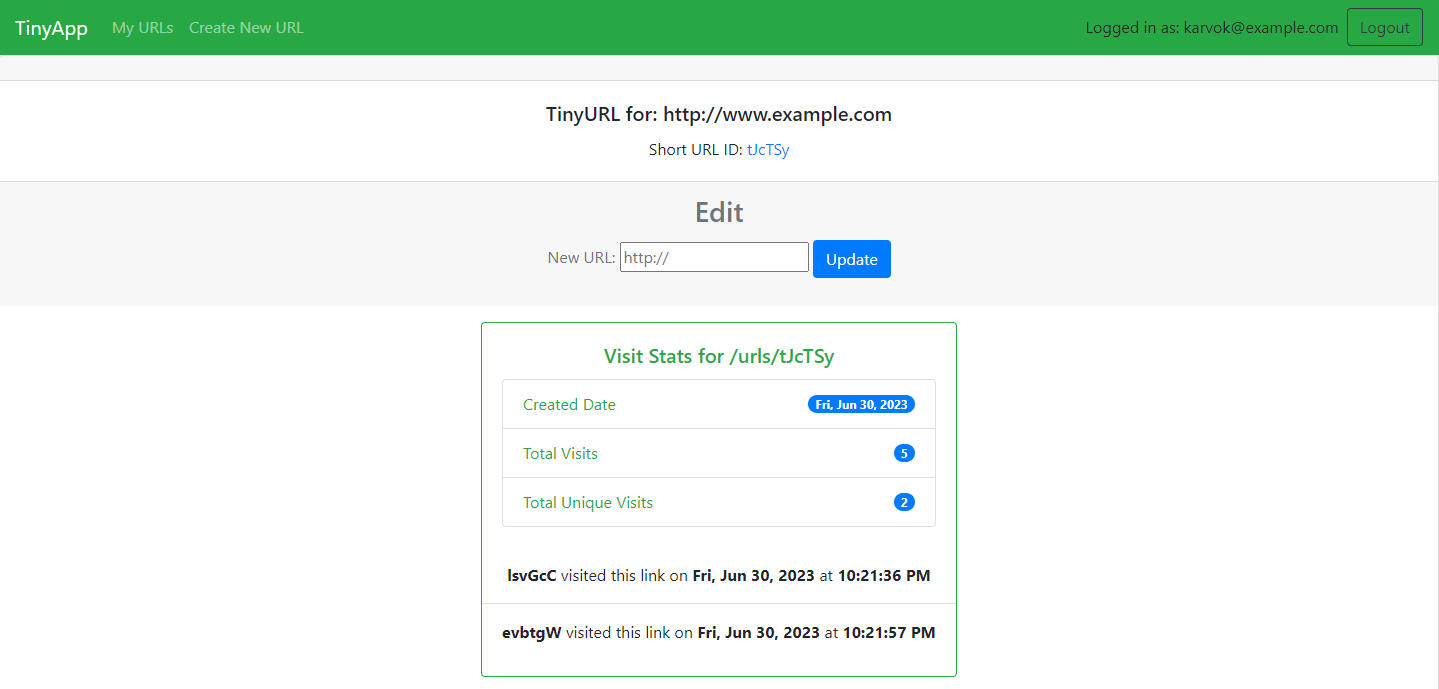 TinyApp My URLs Create New URL Logged in as: karvok@example.com Logout
TinyURL for: http://www.example.com
Short URL ID: tJcTSy
Edit
New URL: http:// Update
Visit Stats for /urls/tJcTSy
Created Date Fri, Jun 30, 2023
Total Visits 5
Total Unique Visits 2
lsvGcC visited this link on Fri, Jun 30, 2023 at 10:21:36 PM
evbtgW visited this link on Fri, Jun 30, 2023 at 10:21:57 PM